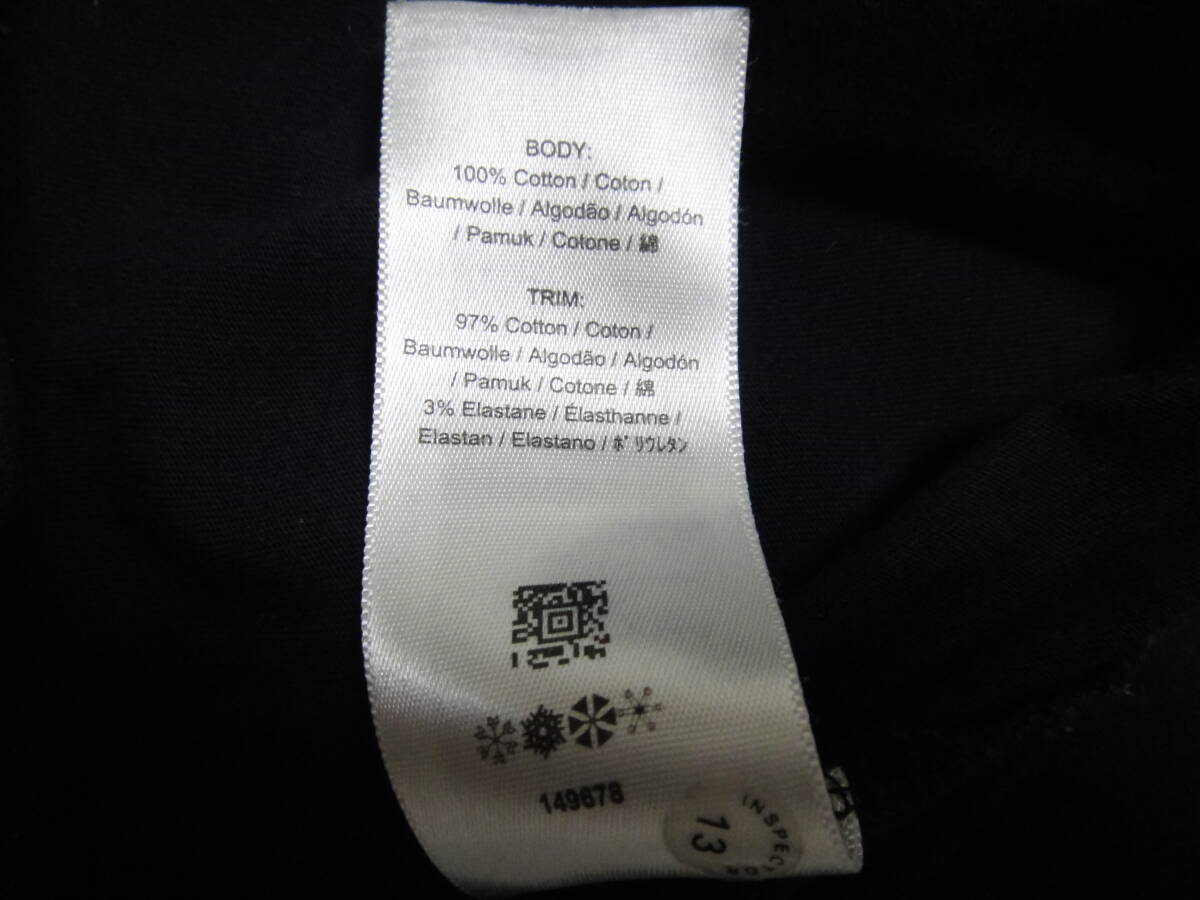 BODY:
100% Cotton / Coton /
Baumwolle / Algodão / Algodón
/ Pamuk / Cotone / 綿
TRIM:
97% Cotton / Coton /
Baumwolle / Algodão / Algodón
/ Pamuk / Cotone / 綿
3% Elastane / Élasthanne /
Elastan / Elastano / ﾎﾟﾘｳﾚﾀﾝ
149678
INSPECTOR
13